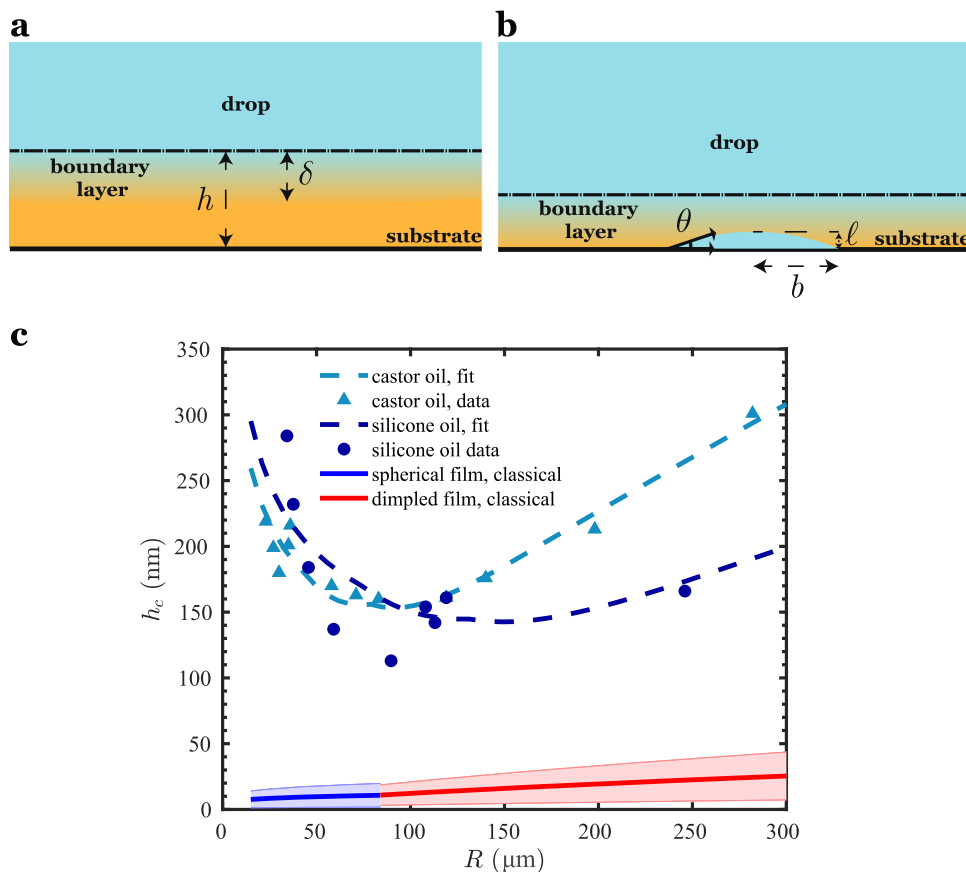 a
drop
boundary
layer
h
δ
substrate
b
drop
boundary
layer
θ
ℓ
substrate
b
c
350
300
250
200
150
100
50
0
h_c (nm)
castor oil, fit
castor oil, data
silicone oil, fit
silicone oil data
spherical film, classical
dimpled film, classical
0 50 100 150 200 250 300
R (μm)